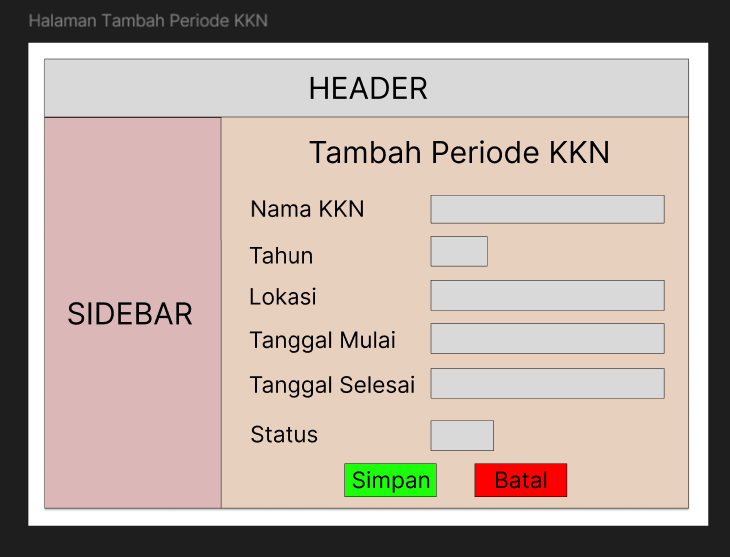 Halaman Tambah Periode KKN
HEADER
SIDEBAR
Tambah Periode KKN
Nama KKN
Tahun
Lokasi
Tanggal Mulai
Tanggal Selesai
Status
Simpan Batal